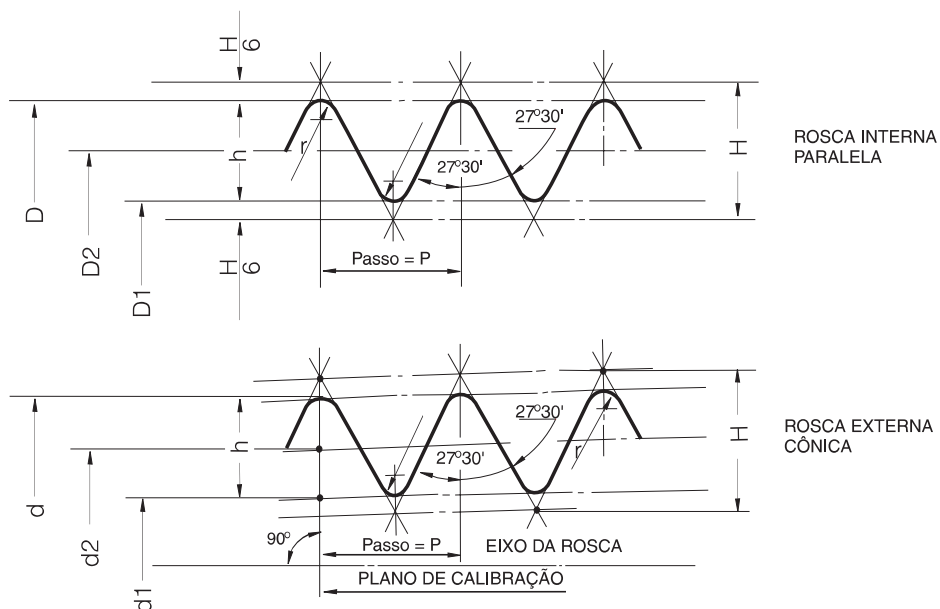 H
6
27°30'
r
h
27°30'
H
ROSCA INTERNA
PARALELA
D
D2
D1
H
6
Passo = P
27°30'
h
27°30'
r
H
ROSCA EXTERNA
CÔNICA
d
d2
d1
90°
Passo = P
EIXO DA ROSCA
PLANO DE CALIBRAÇÃO